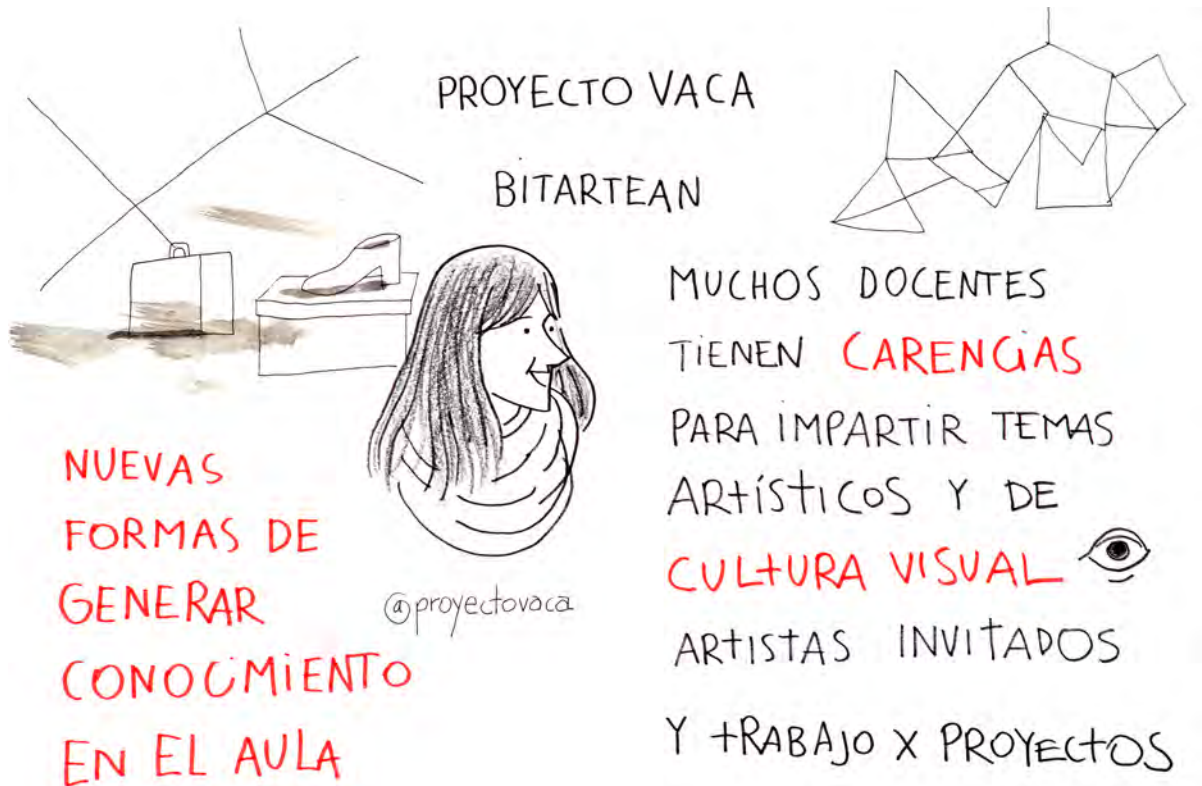 PROYECTO VACA
BITARTEAN
NUEVAS
FORMAS DE
GENERAR
CONOCIMIENTO
EN EL AULA
@proyectovaca
MUCHOS DOCENTES
TIENEN CARENCIAS
PARA IMPARTIR TEMAS
ARTÍSTICOS Y DE
CULTURA VISUAL
ARTISTAS INVITADOS
Y TRABAJO X PROYECTOS